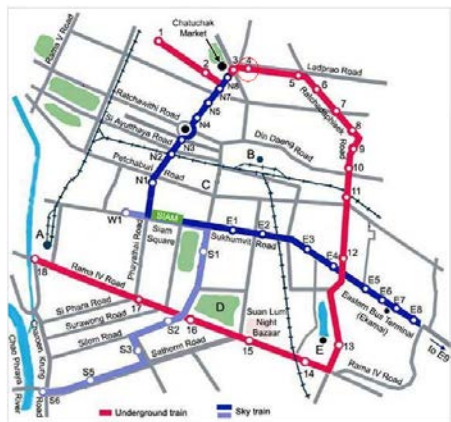 Chatuchak
Market
Rama V Road
1
2
3
4
Ladprao Road
5
6
7
8
9
10
11
12
Ratchadaphisek Road
N8
N7
N5
N4
N3
N2
N1
Ratchawithi Road
Si Ayutthaya Road
Din Daeng Road
Petchaburi
Road
B
C
A
W1
SIAM
Siam
Square
Phayathai Road
E1
E2
Sukhumvit
Road
E3
E4
E5
E6
E7
E8
to E9
Eastern Bus Terminal
(Ekamai)
S1
18
Rama IV Road
17
Si Phara Road
Surawong Road
Silom Road
S2
16
D
Suan Lum
Night
Bazaar
15
S3
Sathorn Road
S5
S6
14
E
13
Rama IV Road
Chao Phraya
River
Charoen Krung
Road
Underground train
Sky train